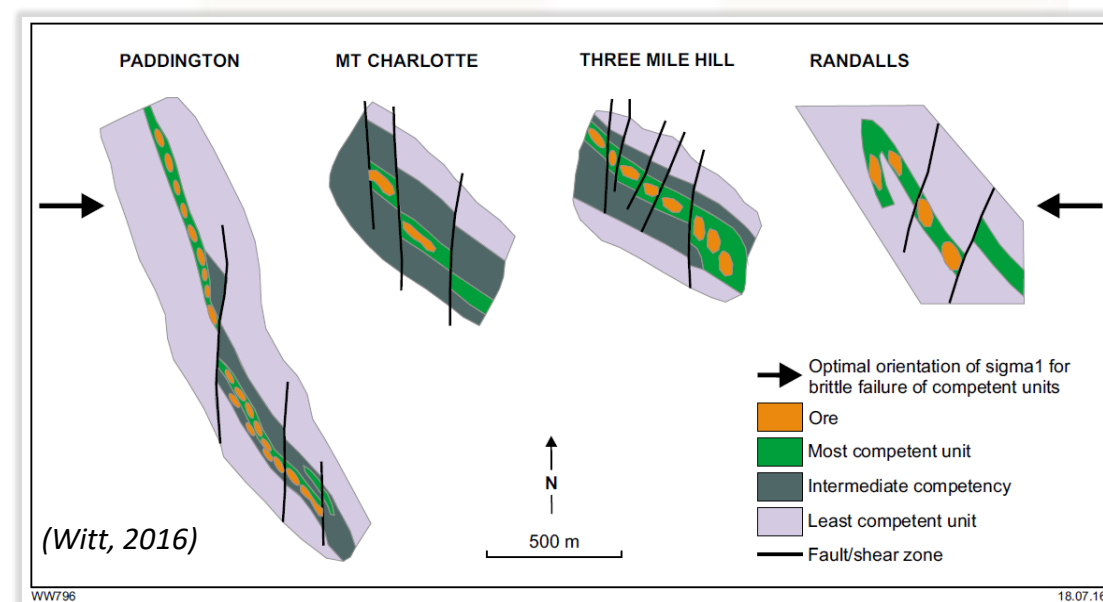 PADDINGTON
MT CHARLOTTE
THREE MILE HILL
RANDALLS
Optimal orientation of sigma1 for
brittle failure of competent units
Ore
Most competent unit
Intermediate competency
Least competent unit
Fault/shear zone
N
500 m
(Witt, 2016)
WW796
18.07.16